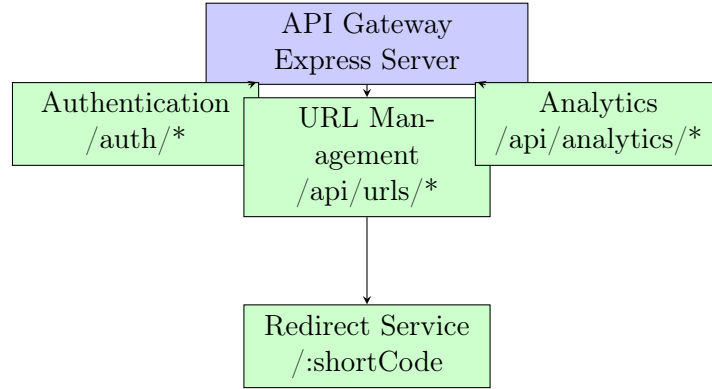 API Gateway
Express Server
Authentication
/auth/*
URL Man-
agement
/api/urls/*
Analytics
/api/analytics/*
Redirect Service
/:shortCode